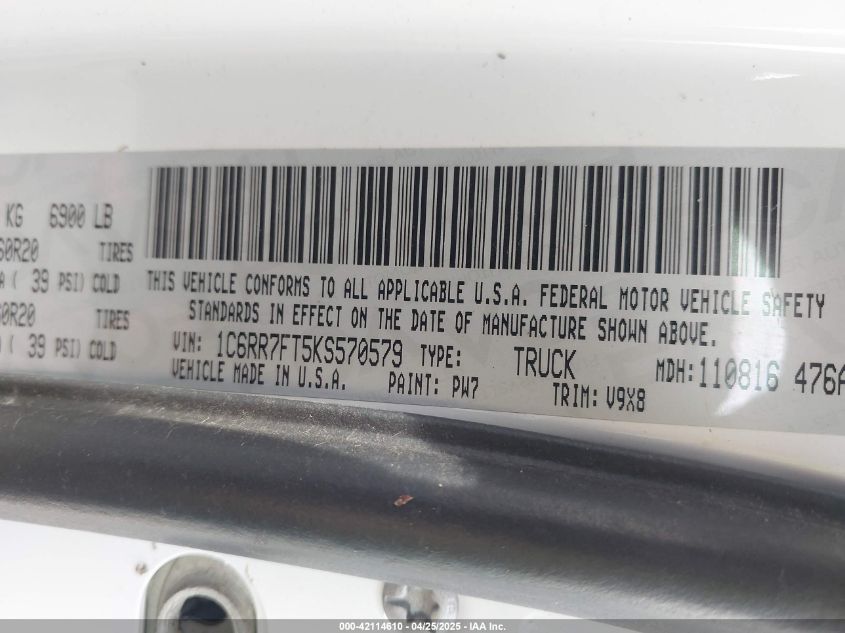 KG 6900 LB
60R20 TIRES
A( 39 PSI) COLD
60R20 TIRES
( 39 PSI) COLD
THIS VEHICLE CONFORMS TO ALL APPLICABLE U.S.A. FEDERAL MOTOR VEHICLE SAFETY
STANDARDS IN EFFECT ON THE DATE OF MANUFACTURE SHOWN ABOVE.
VIN: 1C6RR7FT5KS570579 TYPE: TRUCK MDH:110816 476A
VEHICLE MADE IN U.S.A. PAINT: PW7 TRIM: V9X8
000-42114610 - 04/25/2025 - IAA Inc.